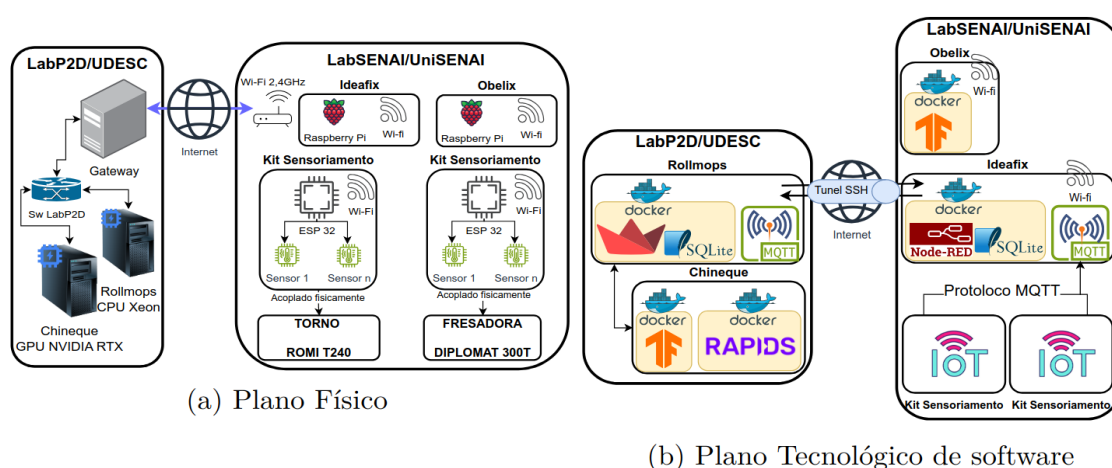 LabP2D/UDESC
Gateway
Sw LabP2D
Rollmops
CPU Xeon
Chineque
GPU NVIDIA RTX
Internet
LabSENAI/UniSENAI
Wi-Fi 2,4GHz
Ideafix
Raspberry Pi
Wi-fi
Obelix
Raspberry Pi
Wi-fi
Kit Sensoriamento
Wi-Fi
ESP 32
Sensor 1
Sensor n
Acoplado fisicamente
TORNO
ROMI T240
Kit Sensoriamento
Wi-Fi
ESP 32
Sensor 1
Sensor n
Acoplado fisicamente
FRESADORA
DIPLOMAT 300T
(a) Plano Físico
LabP2D/UDESC
Rollmops
docker
SQLite
MQTT
Chineque
docker
docker
RAPIDS
Tunel SSH
Internet
LabSENAI/UniSENAI
Obelix
docker
Wi-Fi
Ideafix
docker
Wi-Fi
Node-RED
SQLite
MQTT
Protoloco MQTT
IoT
IoT
Kit Sensoriamento
Kit Sensoriamento
(b) Plano Tecnológico de software